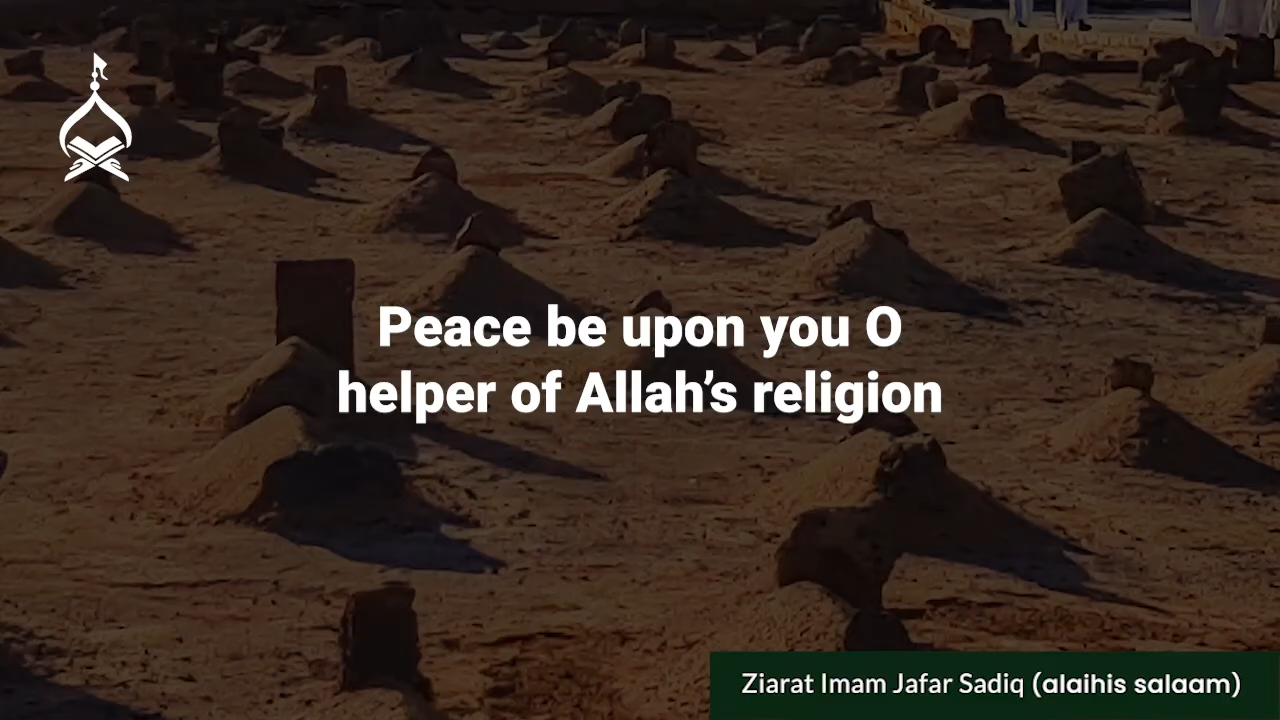 Peace be upon you O
helper of Allah’s religion
Ziarat Imam Jafar Sadiq (alaihis salaam)